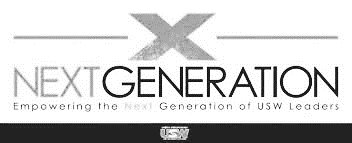 NEXTGENERATION
Empowering the Next Generation of USW Leaders
USW